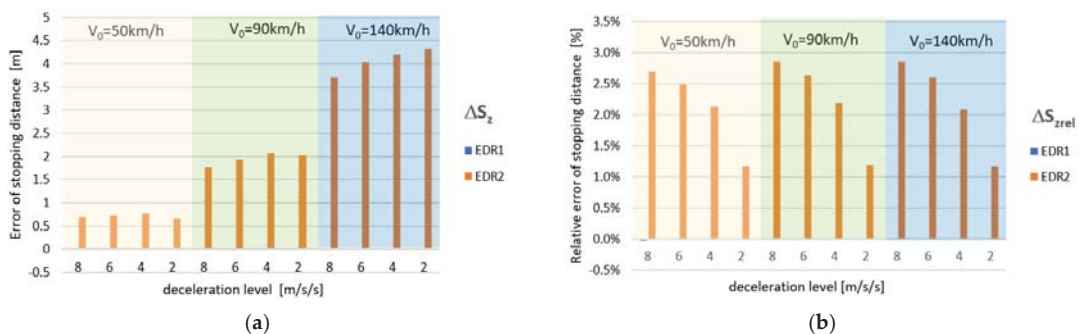 V₀=50km/h V₀=90km/h V₀=140km/h
5
4.5
4
3.5
3
2.5
2
1.5
1
0.5
0
-0.5
Error of stopping distance [m]
8 6 4 2 8 6 4 2 8 6 4 2
deceleration level [m/s/s]
ΔS_z
EDR1
EDR2
(a)
V₀=50km/h V₀=90km/h V₀=140km/h
3.5%
3.0%
2.5%
2.0%
1.5%
1.0%
0.5%
0.0%
-0.5%
Relative error of stopping distance [%]
8 6 4 2 8 6 4 2 8 6 4 2
deceleration level [m/s/s]
ΔS_zrel
EDR1
EDR2
(b)